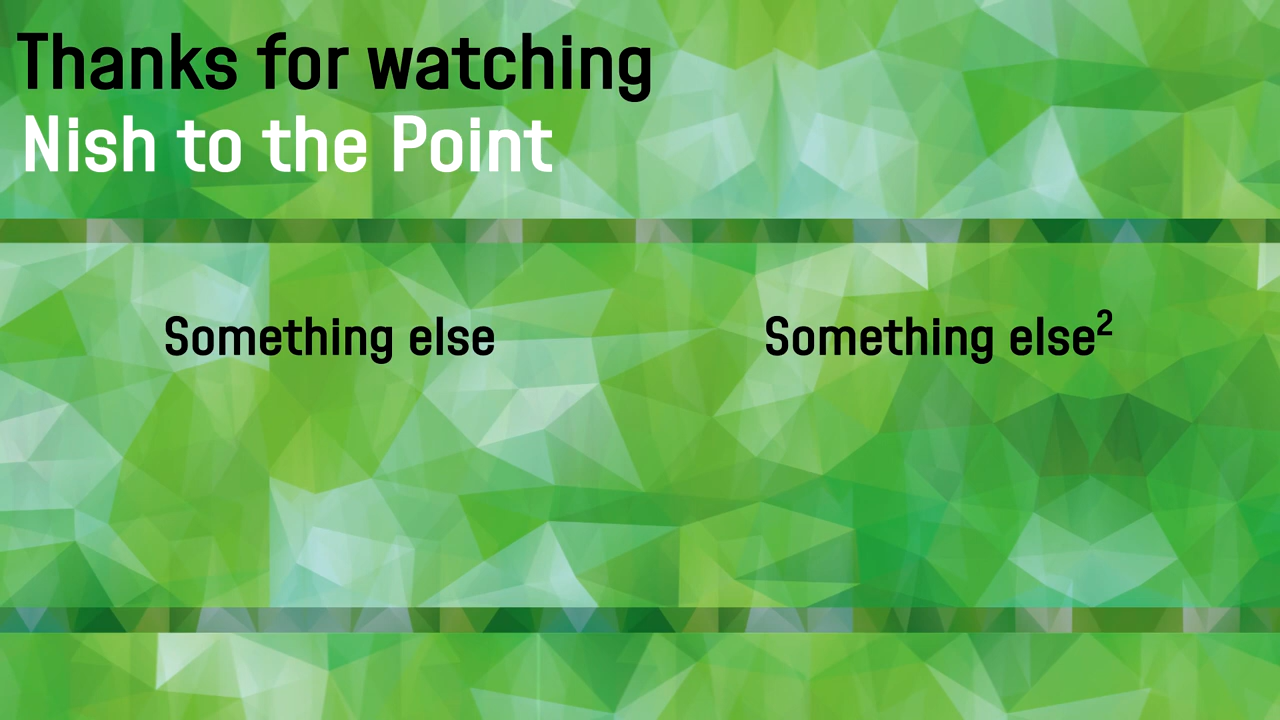 Thanks for watching
Nish to the Point
Something else
Something else²